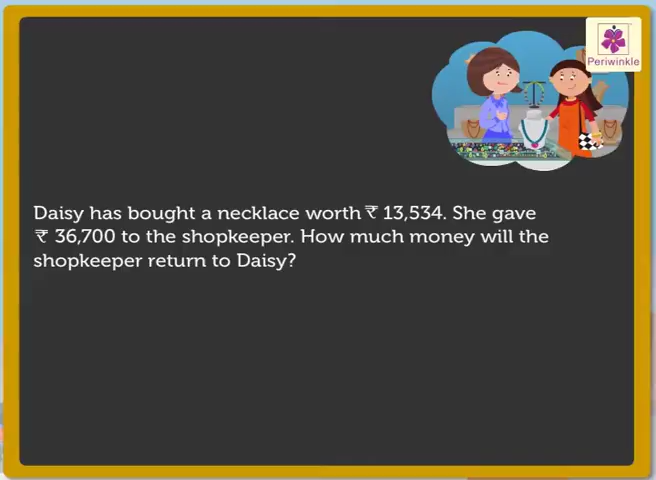 Periwinkle
Daisy has bought a necklace worth ₹ 13,534. She gave
₹ 36,700 to the shopkeeper. How much money will the
shopkeeper return to Daisy?